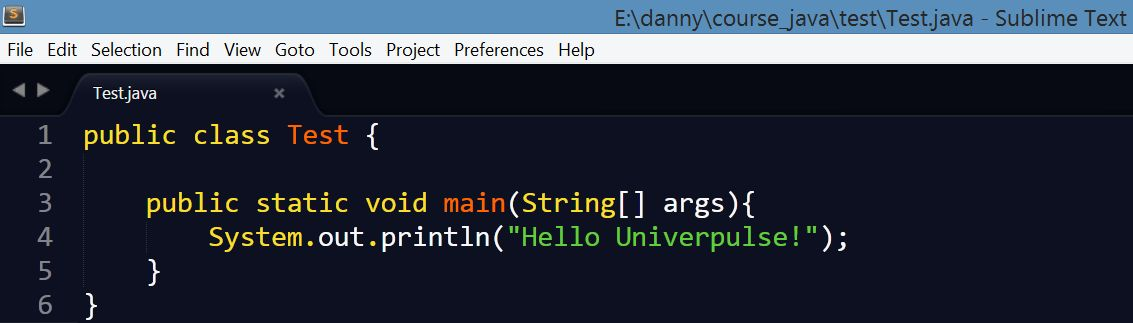 E:\danny\course_java\test\Test.java - Sublime Text
File Edit Selection Find View Goto Tools Project Preferences Help
Test.java
1 public class Test {
2
3     public static void main(String[] args){
4         System.out.println("Hello Univerpulse!");
5     }
6 }